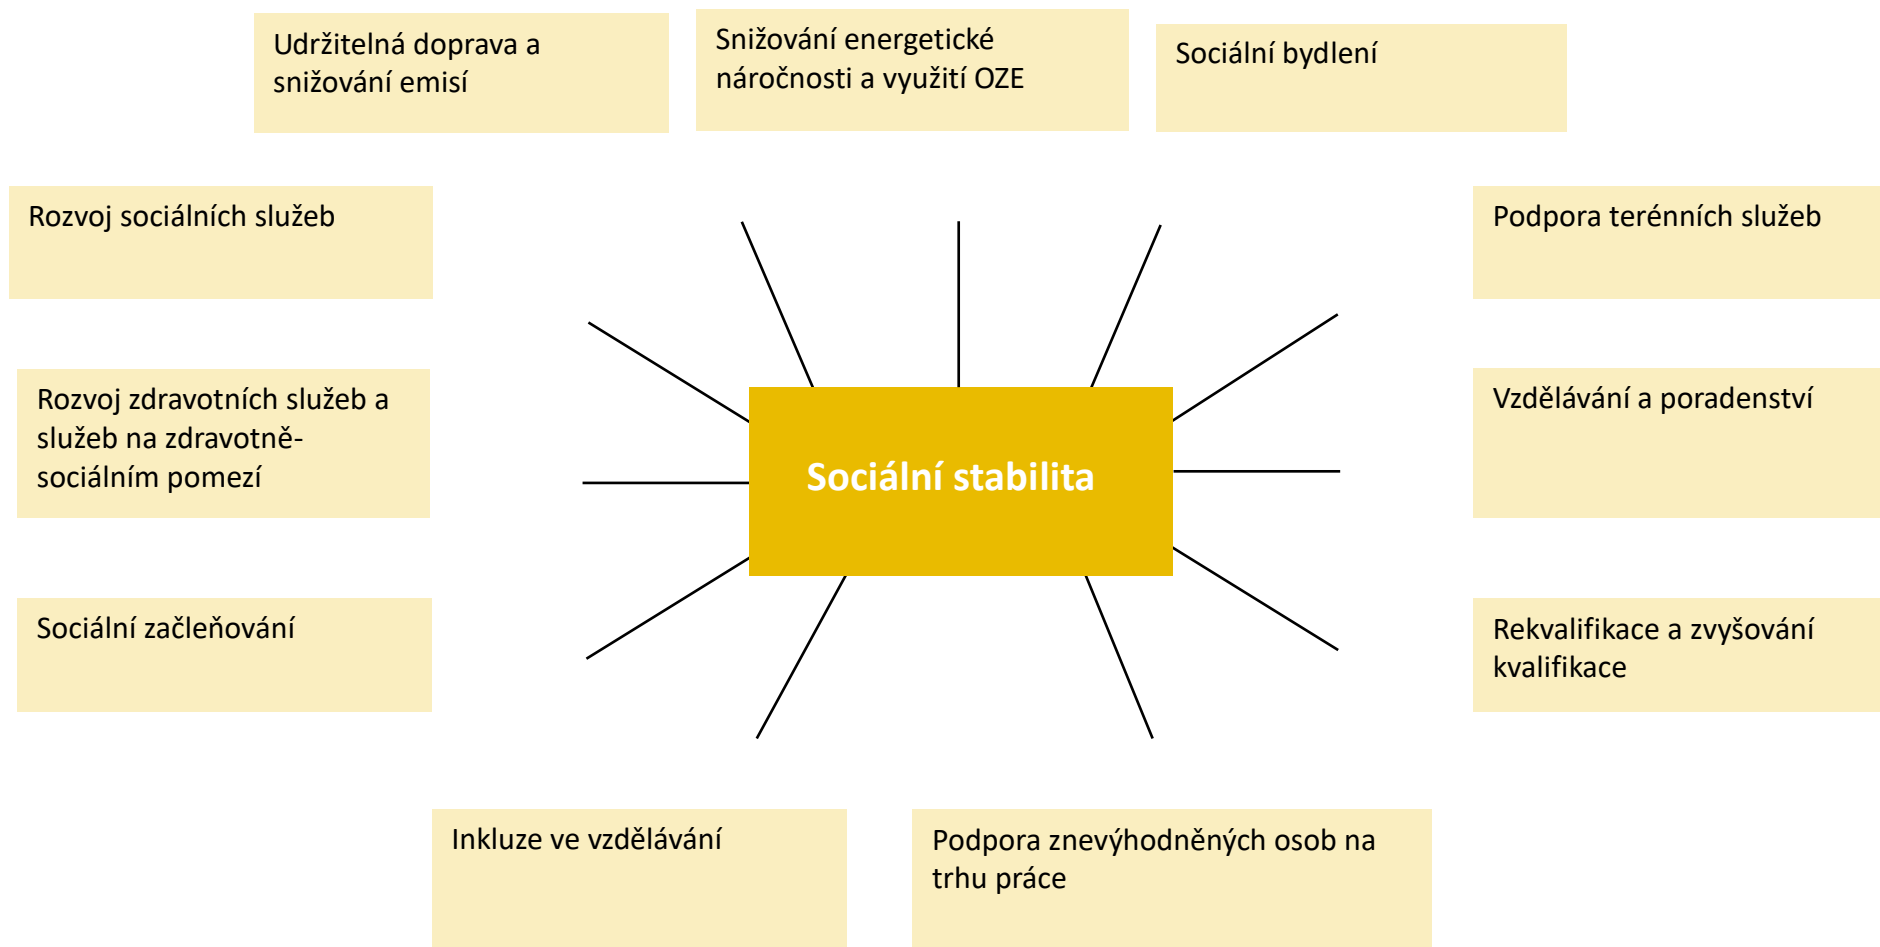 Udržitelná doprava a
snižování emisí
Snižování energetické
náročnosti a využití OZE
Sociální bydlení
Rozvoj sociálních služeb
Podpora terénních služeb
Rozvoj zdravotních služeb a
služeb na zdravotně-
sociálním pomezí
Vzdělávání a poradenství
Sociální stabilita
Sociální začleňování
Rekvalifikace a zvyšování
kvalifikace
Inkluze ve vzdělávání
Podpora znevýhodněných osob na
trhu práce